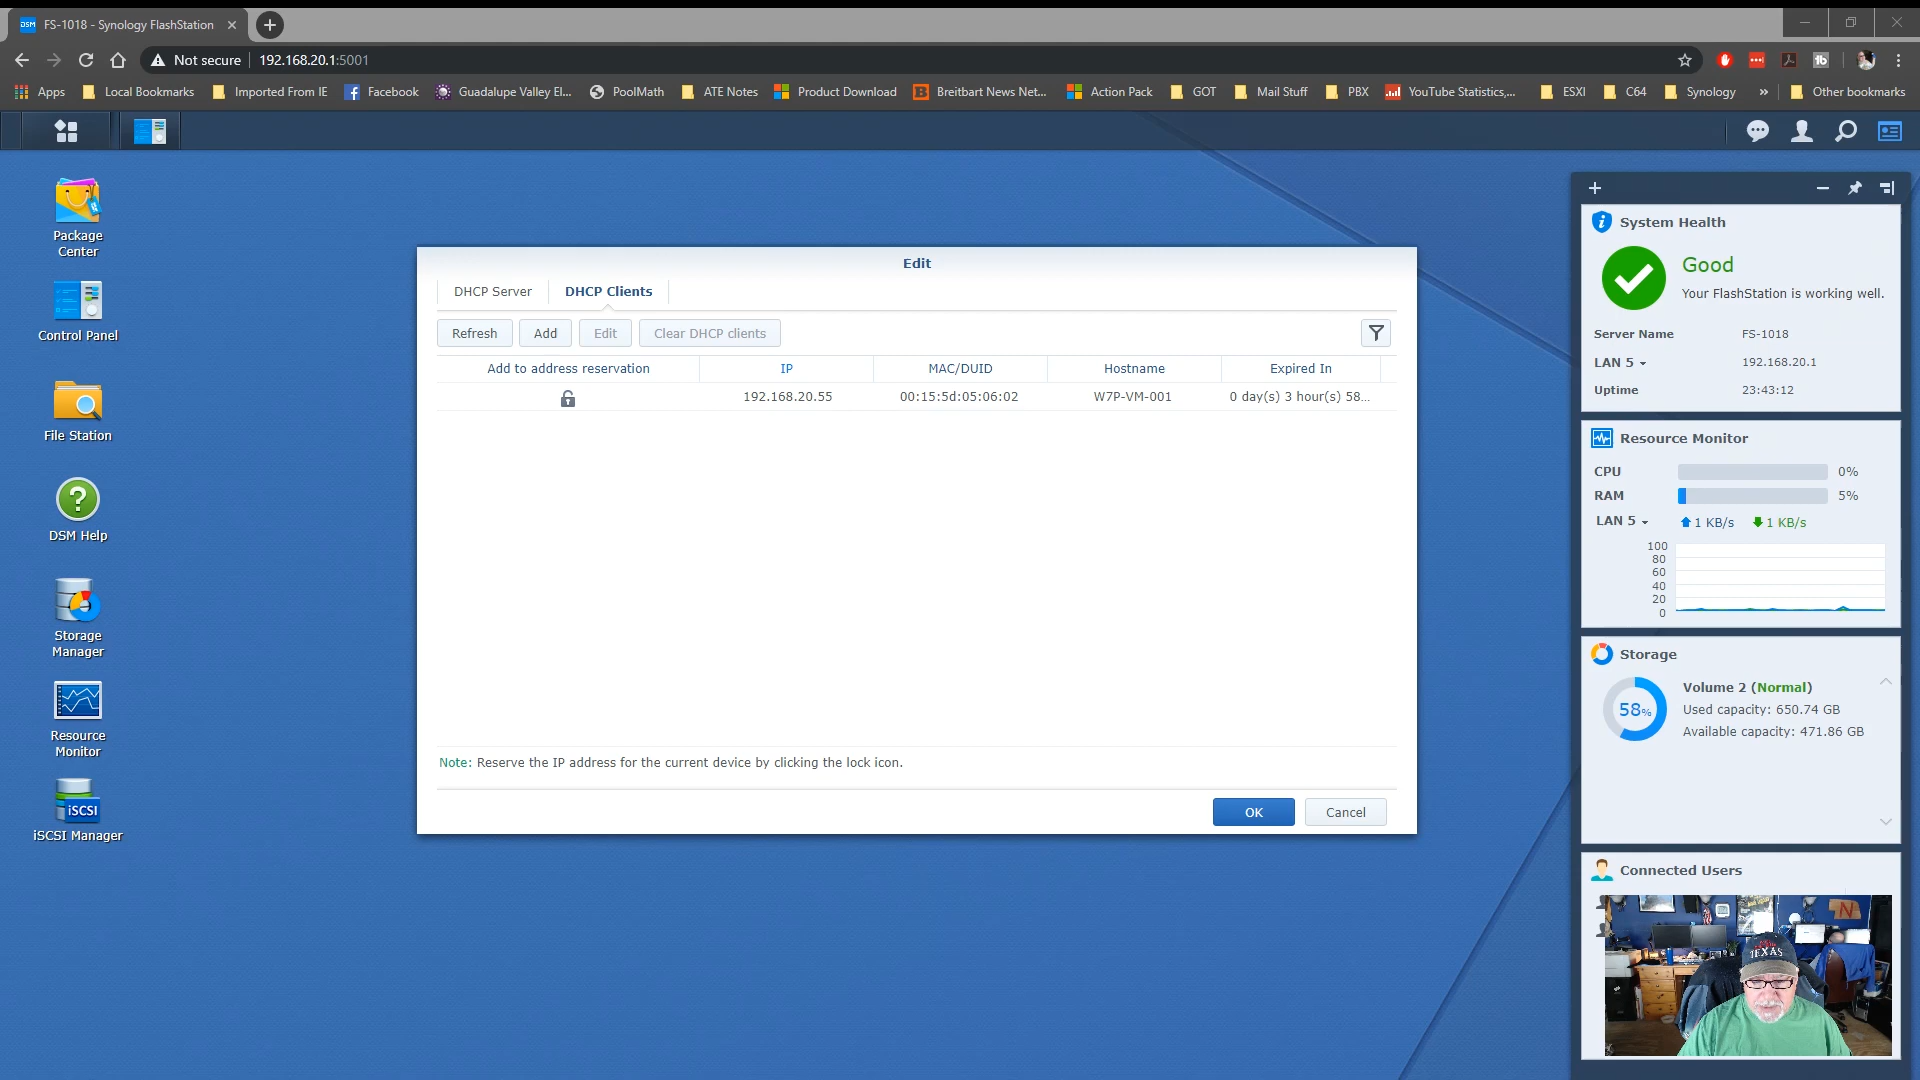 DSM FS-1018 - Synology FlashStation
Not secure 192.168.20.1:5001
Apps Local Bookmarks Imported From IE Facebook Guadalupe Valley El... PoolMath ATE Notes Product Download Breitbart News Net... Action Pack GOT Mail Stuff PBX YouTube Statistics,... ESXI C64 Synology » Other bookmarks
Package
Center
Control Panel
File Station
DSM Help
Storage
Manager
Resource
Monitor
iSCSI
iSCSI Manager
Edit
DHCP Server DHCP Clients
Refresh Add Edit Clear DHCP clients
Add to address reservation IP MAC/DUID Hostname Expired In
192.168.20.55 00:15:5d:05:06:02 W7P-VM-001 0 day(s) 3 hour(s) 58...
Note: Reserve the IP address for the current device by clicking the lock icon.
OK Cancel
System Health
Good
Your FlashStation is working well.
Server Name FS-1018
LAN 5 192.168.20.1
Uptime 23:43:12
Resource Monitor
CPU 0%
RAM 5%
LAN 5 1 KB/s 1 KB/s
100
80
60
40
20
0
Storage
58%
Volume 2 (Normal)
Used capacity: 650.74 GB
Available capacity: 471.86 GB
Connected Users
N
TEXAS